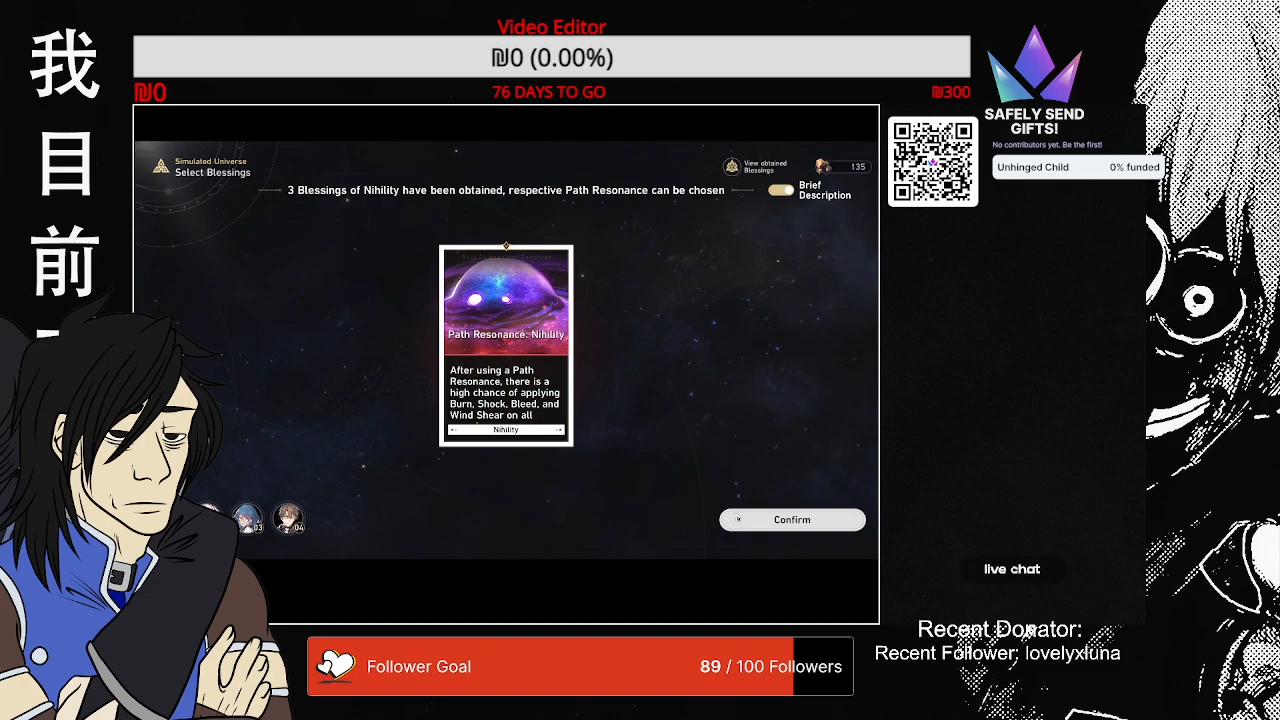 我
目
前
Video Editor
₪0 (0.00%)
₪0
76 DAYS TO GO
₪300
SAFELY SEND
GIFTS!
No contributors yet. Be the first!
Unhinged Child 0% funded
Simulated Universe
Select Blessings
View obtained
Blessings
135
3 Blessings of Nihility have been obtained, respective Path Resonance can be chosen
Brief
Description
Path Resonance: Nihility
After using a Path
Resonance, there is a
high chance of applying
Burn, Shock, Bleed, and
Wind Shear on all
Nihility
03
04
Confirm
live chat
Recent Donator:
Recent Follower: lovelyxluna
Follower Goal
89 / 100 Followers